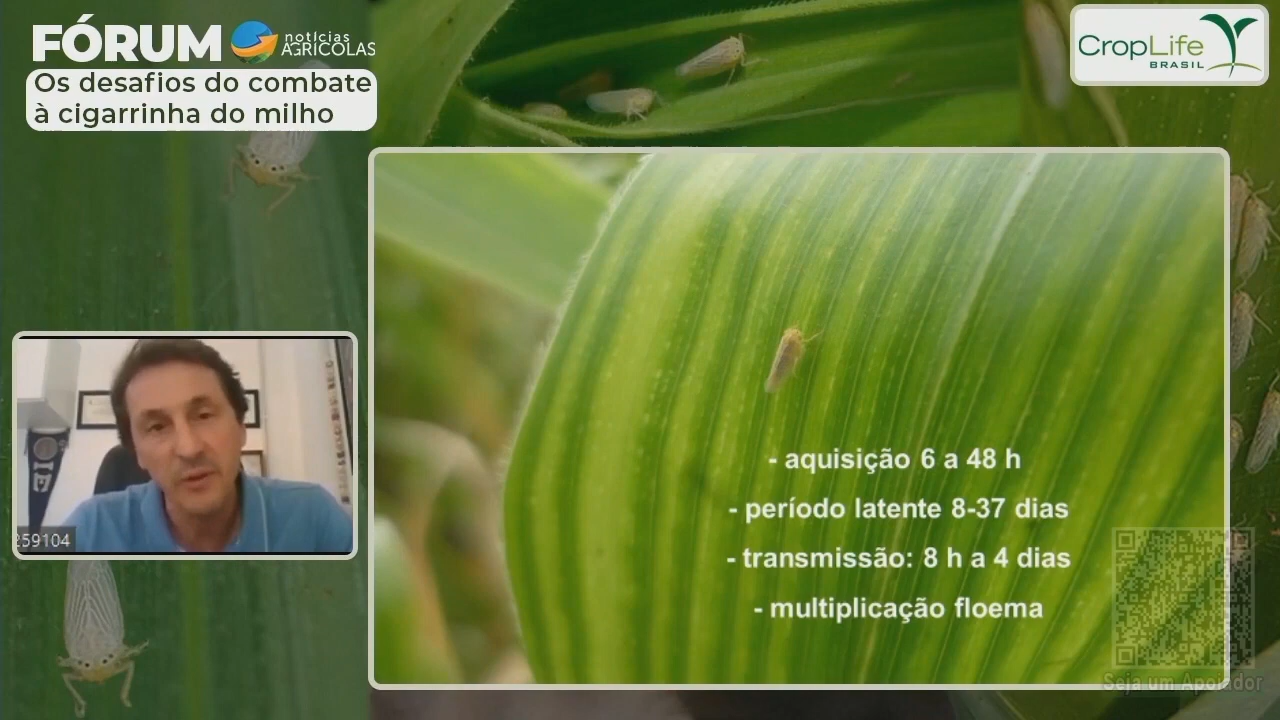 FÓRUM
notícias
AGRÍCOLAS
Os desafios do combate
à cigarrinha do milho
CropLife
BRASIL
- aquisição 6 a 48 h
- período latente 8-37 dias
- transmissão: 8 h a 4 dias
- multiplicação floema
259104
Seja um Apoiador